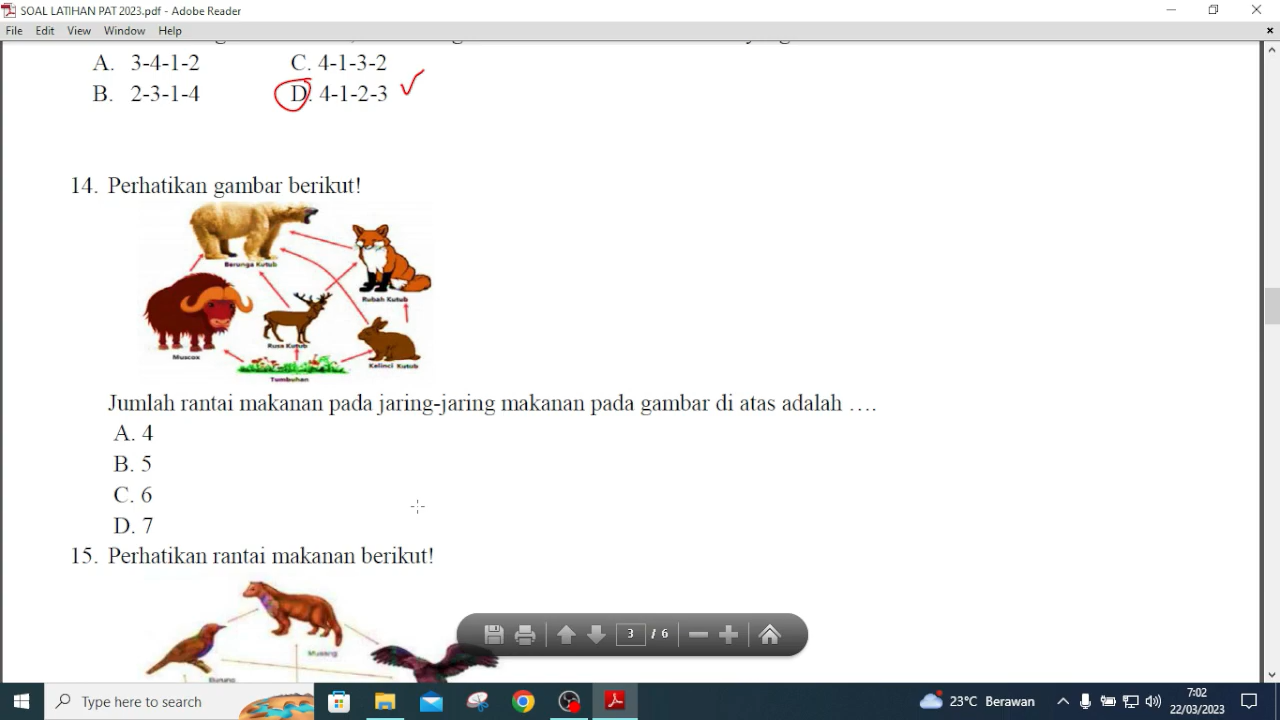 SOAL LATIHAN PAT 2023.pdf - Adobe Reader
File Edit View Window Help
A. 3-4-1-2 C. 4-1-3-2
B. 2-3-1-4 D. 4-1-2-3
14. Perhatikan gambar berikut!
Beruang Kutub
Rubah Kutub
Rusa Kutub
Muscox
Kelinci Kutub
Tumbuhan
Jumlah rantai makanan pada jaring-jaring makanan pada gambar di atas adalah ….
A. 4
B. 5
C. 6
D. 7
15. Perhatikan rantai makanan berikut!
Musang
Burung
3 / 6
Type here to search
23°C Berawan
7:02
22/03/2023